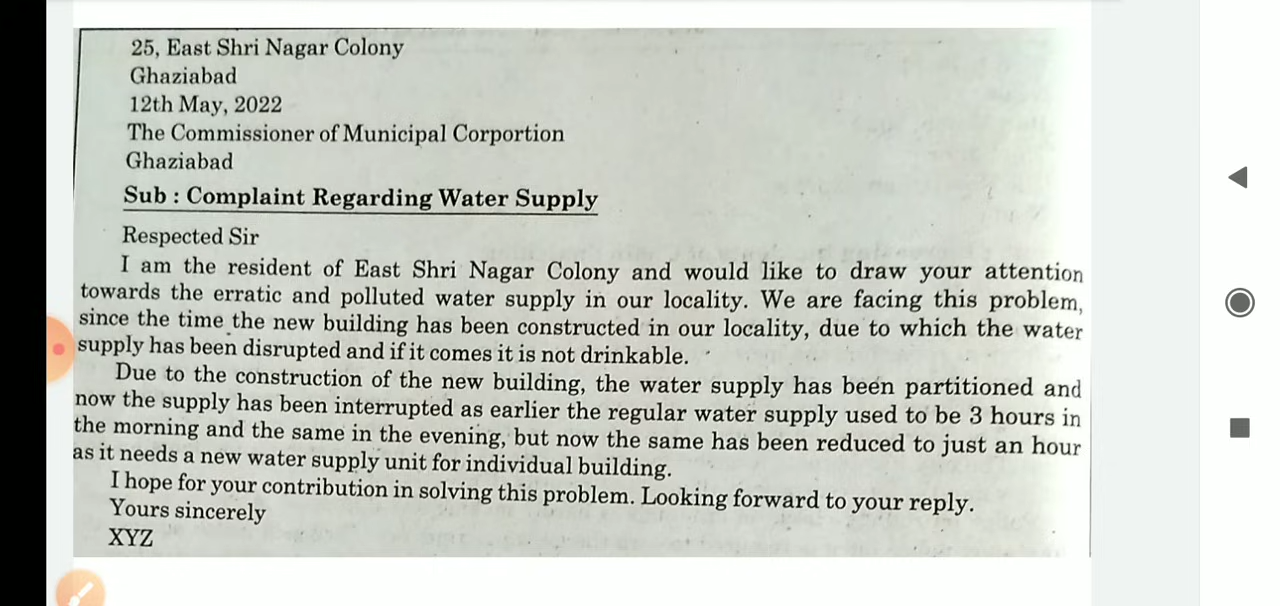 25, East Shri Nagar Colony
Ghaziabad
12th May, 2022
The Commissioner of Municipal Corportion
Ghaziabad
Sub : Complaint Regarding Water Supply
Respected Sir
I am the resident of East Shri Nagar Colony and would like to draw your attention
towards the erratic and polluted water supply in our locality. We are facing this problem,
since the time the new building has been constructed in our locality, due to which the water
supply has been disrupted and if it comes it is not drinkable.
Due to the construction of the new building, the water supply has been partitioned and
now the supply has been interrupted as earlier the regular water supply used to be 3 hours in
the morning and the same in the evening, but now the same has been reduced to just an hour
as it needs a new water supply unit for individual building.
I hope for your contribution in solving this problem. Looking forward to your reply.
Yours sincerely
XYZ